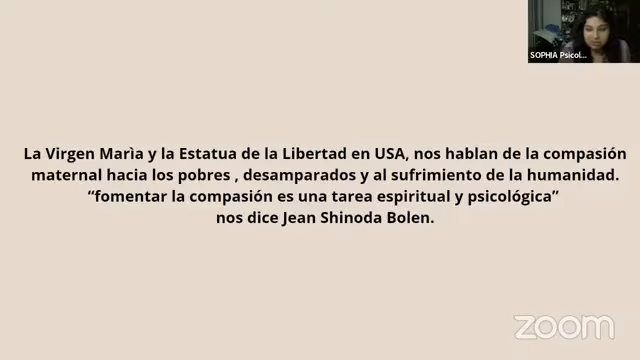 SOPHIA Psicol...
La Virgen Marìa y la Estatua de la Libertad en USA, nos hablan de la compasión
maternal hacia los pobres , desamparados y al sufrimiento de la humanidad.
“fomentar la compasión es una tarea espiritual y psicológica”
nos dice Jean Shinoda Bolen.
zoom